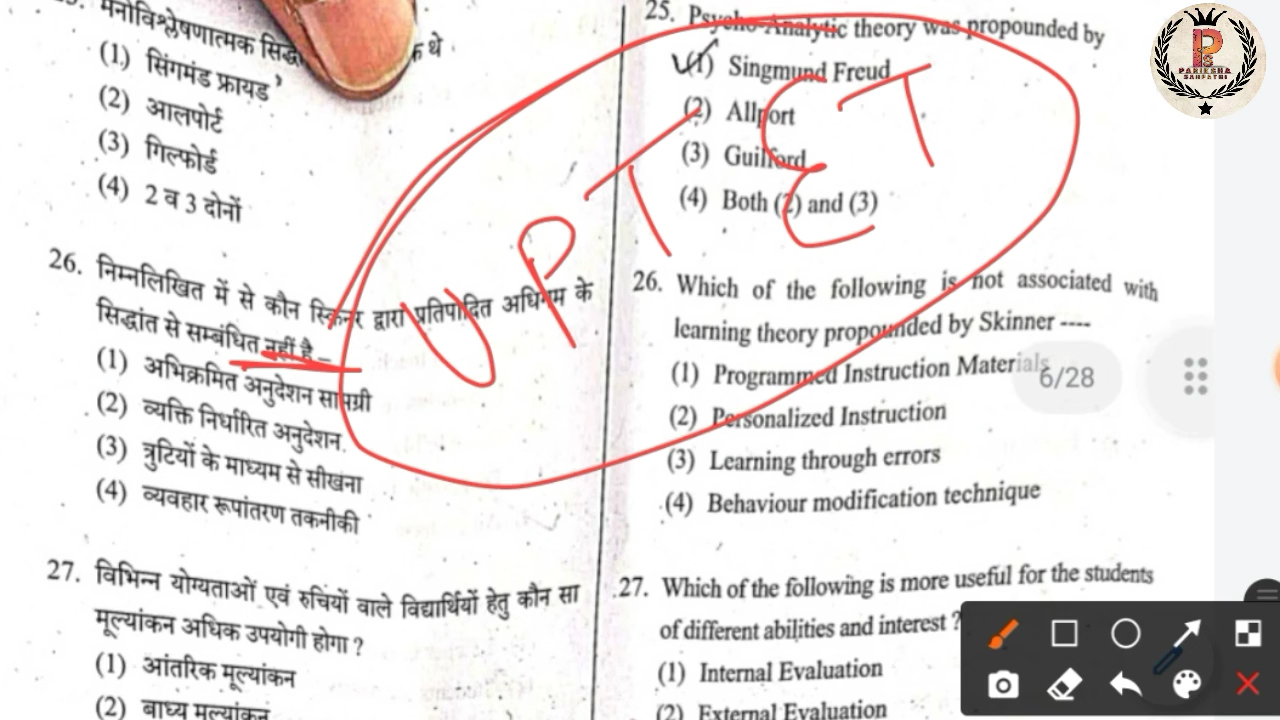 मनोविश्लेषणात्मक
थे
(1) सिंगमंड फ्रायड
(2) आलपोर्ट
(3) गिल्फोर्ड
(4) 2 व 3 दोनों
26. निम्नलिखित में से कौन स्किनर द्वारा प्रतिपादित अधिगम के
सिद्धांत से सम्बंधित नहीं है –
(1) अभिक्रमित अनुदेशन सामग्री
(2) व्यक्ति निर्धारित अनुदेशन
(3) त्रुटियों के माध्यम से सीखना
(4) व्यवहार रूपांतरण तकनीकी
27. विभिन्न योग्यताओं एवं रुचियों वाले विद्यार्थियों हेतु कौन सा
मूल्यांकन अधिक उपयोगी होगा ?
(1) आंतरिक मूल्यांकन
(2) बाध्य मूल्यांकन
25. Psycho-Analytic theory was propounded by
(1) Singmund Freud
(2) Allport
(3) Guilford
(4) Both (2) and (3)
26. Which of the following is not associated with
learning theory propounded by Skinner ----
(1) Programmed Instruction Materials
(2) Personalized Instruction
(3) Learning through errors
(4) Behaviour modification technique
27. Which of the following is more useful for the students
of different abilities and interest ?
(1) Internal Evaluation
(2) External Evaluation
UPTET
6/28
PARIKSHA
SARTHI